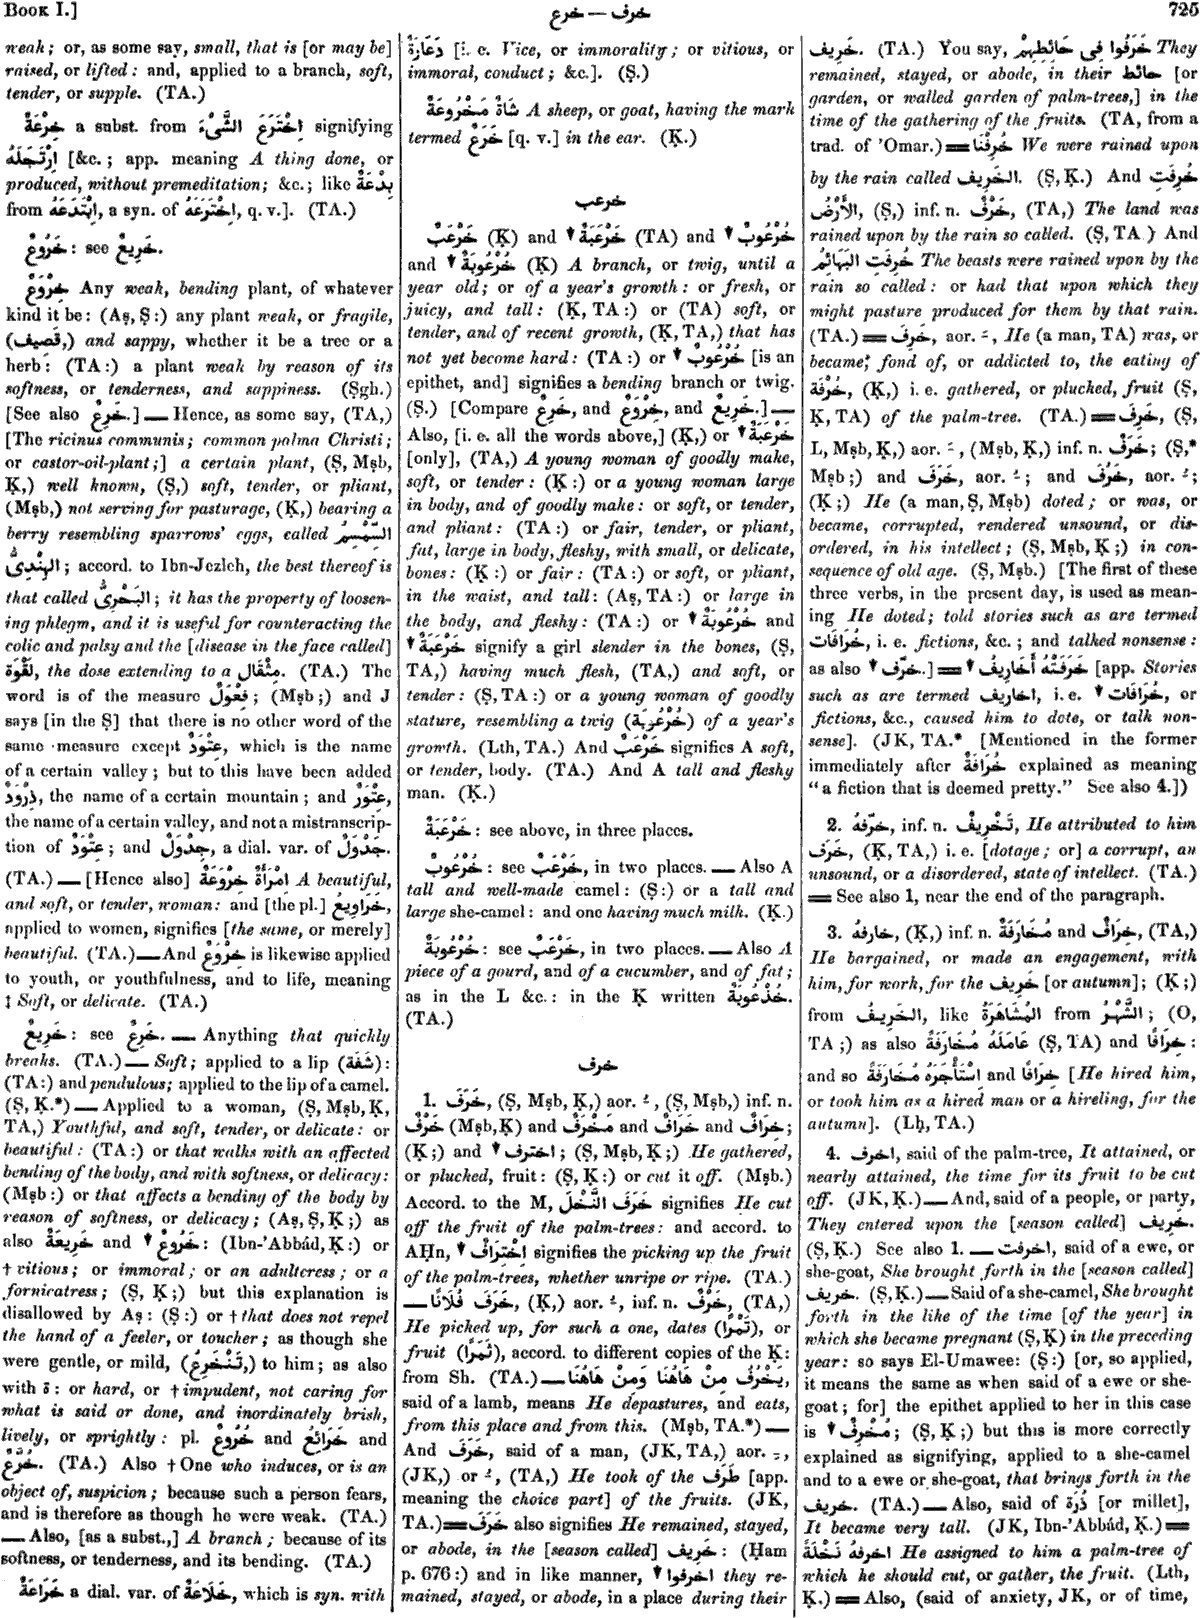 BOOK I.]
خرف — خرع
725
weak; or, as some say, small, that is [or may be]
raised, or lifted: and, applied to a branch, soft,
tender, or supple. (TA.)
خِرْعَةٌ a subst. from اِخْتَرَعَ الشَّىْءَ signifying
اِرْتَجَلَهُ [&c.; app. meaning A thing done, or
produced, without premeditation; &c.; like بِدْعَةٌ
from اِبْتَدَعَهُ, a syn. of اِخْتَرَعَهُ, q. v.]. (TA.)
خَرُوعٌ: see خَرِيعٌ.
خِرْوَعٌ Any weak, bending plant, of whatever
kind it be: (Aṣ, Ṣ:) any plant weak, or fragile,
(قَصِيف,) and sappy, whether it be a tree or a
herb: (TA:) a plant weak by reason of its
softness, or tenderness, and sappiness. (Ṣgh.)
[See also خَرِعٌ.] — Hence, as some say, (TA,)
[The ricinus communis; common palma Christi;
or castor-oil-plant;] a certain plant, (Ṣ, Mṣb,
Ḳ,) well known, (Ṣ,) soft, tender, or pliant,
(Mṣb,) not serving for pasturage, (Ḳ,) bearing a
berry resembling sparrows' eggs, called السِّمْسِمُ
الهِنْدِىُّ; accord. to Ibn-Jezleh, the best thereof is
that called البَحْرِىُّ; it has the property of loosen-
ing phlegm, and it is useful for counteracting the
colic and palsy and the [disease in the face called]
لَقْوَة, the dose extending to a مِثْقَال. (TA.) The
word is of the measure فِعْوَلٌ; (Mṣb;) and J
says [in the Ṣ] that there is no other word of the
same measure except عِتْوَدٌ, which is the name
of a certain valley; but to this have been added
ذِرْوَدٌ, the name of a certain mountain; and عِتْوَرٌ,
the name of a certain valley, and not a mistranscrip-
tion of عِتْوَدٌ; and جِدْوَلٌ, a dial. var. of جَدْوَلٌ.
(TA.) — [Hence also] اِمْرَأَةٌ خِرْوَعَةٌ A beautiful,
and soft, or tender, woman: and [the pl.] خَرَاوِيعُ,
applied to women, signifies [the same, or merely]
beautiful. (TA.) — And خِرْوَعٌ is likewise applied
to youth, or youthfulness, and to life, meaning
‡ Soft, or delicate. (TA.)
خَرِيعٌ: see خَرِعٌ. — Anything that quickly
breaks. (TA.) — Soft; applied to a lip (شَفَة):
(TA:) and pendulous; applied to the lip of a camel.
(Ṣ, Ḳ.*) — Applied to a woman, (Ṣ, Mṣb, Ḳ,
TA,) Youthful, and soft, tender, or delicate: or
beautiful: (TA:) or that walks with an affected
bending of the body, and with softness, or delicacy:
(Mṣb:) or that affects a bending of the body by
reason of softness, or delicacy; (Aṣ, Ṣ, Ḳ;) as
also خَرِيعَةٌ and ▾ خَرُوعٌ: (Ibn-'Abbád, Ḳ:) or
† vitious; or immoral; or an adultress; or a
fornicatress; (Ṣ, Ḳ;) but this explanation is
disallowed by Aṣ: (Ṣ:) or † that does not repel
the hand of a feeler, or toucher; as though she
were gentle, or mild, (تَنْخَرِعُ,) to him; as also
with ة: or hard, or † impudent, not caring for
what is said or done, and inordinately brisk,
lively, or sprightly: pl. خُرُوعٌ and خَرَائِعُ and
خُرَّعٌ. (TA.) Also † One who induces, or is an
object of, suspicion; because such a person fears,
and is therefore as though he were weak. (TA.)
— Also, [as a subst.,] A branch; because of its
softness, or tenderness, and its bending. (TA.)
خَرَاعَةٌ a dial. var. of خَلَاعَةٌ, which is syn. with
دَعَارَةٌ [i. e. Vice, or immorality; or vitious, or
immoral, conduct; &c.]. (Ṣ.)
شَاةٌ مَخْرُوعَةٌ A sheep, or goat, having the mark
termed خَرَعٌ [q. v.] in the ear. (Ḳ.)
خرعب
خَرْعَبٌ (Ḳ) and ▾ خَرْعَبَةٌ (TA) and ▾ خُرْعُوبٌ
and ▾ خُرْعُوبَةٌ (Ḳ) A branch, or twig, until a
year old; or of a year's growth: or fresh, or
juicy, and tall: (Ḳ, TA:) or (TA) soft, or
tender, and of recent growth, (Ḳ, TA,) that has
not yet become hard: (TA:) or ▾ خُرْعُوبٌ [is an
epithet, and] signifies a bending branch or twig.
(Ṣ.) [Compare خَرِعٌ, and خِرْوَعٌ, and خَرِيعٌ.] —
Also, [i. e. all the words above,] (Ḳ,) or ▾ خَرْعَبَةٌ
[only], (TA,) A young woman of goodly make,
soft, or tender: (Ḳ:) or a young woman large
in body, and of goodly make: or soft, or tender,
and pliant: (TA:) or fair, tender, or pliant,
fat, large in body, fleshy, with small, or delicate,
bones: (Ḳ:) or fair: (TA:) or soft, or pliant,
in the waist, and tall: (Aṣ, TA:) or large in
the body, and fleshy: (TA:) or ▾ خُرْعُوبَةٌ and
▾ خَرْعَبَةٌ signify a girl slender in the bones, (Ṣ,
TA,) having much flesh, (TA,) and soft, or
tender: (Ṣ, TA:) or a young woman of goodly
stature, resembling a twig (خُرْعُوبَة) of a year's
growth. (Lth, TA.) And خَرْعَبٌ signifies A soft,
or tender, body. (TA.) And A tall and fleshy
man. (Ḳ.)
خَرْعَبَةٌ: see above, in three places.
خُرْعُوبٌ: see خَرْعَبٌ, in two places. — Also A
tall and well-made camel: (Ṣ:) or a tall and
large she-camel: and one having much milk. (Ḳ.)
خُرْعُوبَةٌ: see خَرْعَبٌ, in two places. — Also A
piece of a gourd, and of a cucumber, and of fat;
as in the L &c.: in the Ḳ written خُذْعُوبَةٌ.
(TA.)
خرف
1. خَرَفَ, (Ṣ, Mṣb, Ḳ,) aor. ـُ, (Ṣ, Mṣb,) inf. n.
خَرْفٌ (Mṣb, Ḳ) and مَخْرَفٌ and خَرَافٌ and خِرَافٌ;
(Ḳ;) and ▾ اخترف; (Ṣ, Mṣb, Ḳ;) He gathered,
or plucked, fruit: (Ṣ, Ḳ:) or cut it off. (Mṣb.)
Accord. to the M, خَرَفَ النَّخْلَ signifies He cut
off the fruit of the palm-trees: and accord. to
AḤn, ▾ اِخْتِرَافٌ signifies the picking up the fruit
of the palm-trees, whether unripe or ripe. (TA.)
— خَرَفَ فُلَانًا, (Ḳ,) aor. ـُ, inf. n. خَرْفٌ, (TA,)
He picked up, for such a one, dates (تَمْرًا), or
fruit (ثَمَرًا), accord. to different copies of the Ḳ:
from Sh. (TA.) — يَخْرُفُ مِنْ هَاهُنَا وَمِنْ هَاهُنَا,
said of a lamb, means He depastures, and eats,
from this place and from this. (Mṣb, TA.*) —
And خَرَفَ, said of a man, (JK, TA,) aor. ـِ,
(JK,) or ـُ, (TA,) He took of the طَرَف [app.
meaning the choice part] of the fruits. (JK,
TA.) = خَرَفَ also signifies He remained, stayed,
or abode, in the [season called] خَرِيف: (Ḥam
p. 676:) and in like manner, ▾ اخرفوا they re-
mained, stayed, or abode, in a place during their
خَرِيف. (TA.) You say, خَرَفُوا فِى حَائِطِهِمْ They
remained, stayed, or abode, in their حائط [or
garden, or walled garden of palm-trees,] in the
time of the gathering of the fruits. (TA, from a
trad. of 'Omar.) = خُرِفْنَا We were rained upon
by the rain called الخَرِيف. (Ṣ, Ḳ.) And خُرِفَتِ
الأَرْضُ, (Ṣ,) inf. n. خَرْفٌ, (TA,) The land was
rained upon by the rain so called. (Ṣ, TA.) And
خُرِفَتِ البَهَائِمُ The beasts were rained upon by the
rain so called: or had that upon which they
might pasture produced for them by that rain.
(TA.) = خَرِفَ, aor. ـَ, He (a man, TA) was, or
became, fond of, or addicted to, the eating of
خُرْفَة, (Ḳ,) i. e. gathered, or plucked, fruit (Ṣ,
Ḳ, TA) of the palm-tree. (TA.) = خَرِفَ, (Ṣ,
L, Mṣb, Ḳ,) aor. ـَ, (Mṣb, Ḳ,) inf. n. خَرَفٌ; (Ṣ,*
Mṣb;) and خَرَفَ, aor. ـُ; and خَرُفَ, aor. ـُ;
(Ḳ;) He (a man, Ṣ, Mṣb) doted; or was, or
became, corrupted, rendered unsound, or dis-
ordered, in his intellect; (Ṣ, Mṣb, Ḳ;) in con-
sequence of old age. (Ṣ, Mṣb.) [The first of these
three verbs, in the present day, is used as mean-
ing He doted; told stories such as are termed
خُرَافَات, i. e. fictions, &c.; and talked nonsense:
as also ▾ خرّف.] = ▾ خَرَفَتْهُ أَخَارِيفُ [app. Stories
such as are termed اخاريف, i. e. ▾ خُرَافَات, or
fictions, &c., caused him to dote, or talk non-
sense]. (JK, TA.* [Mentioned in the former
immediately after خُرَافَةٌ explained as meaning
"a fiction that is deemed pretty." See also 4.])
2. خَرَّفَهُ, inf. n. تَخْرِيفٌ, He attributed to him
خَرَف, (Ḳ, TA,) i. e. [dotage; or] a corrupt, an
unsound, or a disordered, state of intellect. (TA.)
= See also 1, near the end of the paragraph.
3. خارفهُ, (Ḳ,) inf. n. مُخَارَفَةٌ and خِرَافٌ, (TA,)
He bargained, or made an engagement, with
him, for work, for the خَرِيف [or autumn]; (Ḳ;)
from الخَرِيفُ, like المُشَاهَرَةُ from الشَّهْرُ; (O,
TA;) as also عَامَلَهُ مُخَارَفَةً (Ṣ, TA) and خِرَافًا:
and so اِسْتَأْجَرَهُ مُخَارَفَةً and خِرَافًا [He hired him,
or took him as a hired man or a hireling, for the
autumn]. (Lḥ, TA.)
4. اخرف, said of the palm-tree, It attained, or
nearly attained, the time for its fruit to be cut
off. (JK, Ḳ.) — And, said of a people, or party,
They entered upon the [season called] خَرِيف.
(Ṣ, Ḳ.) See also 1. — اخرفت, said of a ewe, or
she-goat, She brought forth in the [season called]
خريف. (Ṣ, Ḳ.) — Said of a she-camel, She brought
forth in the like of the time [of the year] in
which she became pregnant (Ṣ, Ḳ) in the preceding
year: so says El-Umawee: (Ṣ:) [or, so applied,
it means the same as when said of a ewe or she-
goat; for] the epithet applied to her in this case
is ▾ مُخْرِفٌ; (Ṣ, Ḳ;) but this is more correctly
explained as signifying, applied to a she-camel
and to a ewe or she-goat, that brings forth in the
خريف. (TA.) — Also, said of ذُرَة [or millet],
It became very tall. (JK, Ibn-'Abbád, Ḳ.) =
اخرفهُ نَخْلَةً He assigned to him a palm-tree of
which he should cut, or gather, the fruit. (Lth,
Ḳ.) = Also, (said of anxiety, JK, or of time,